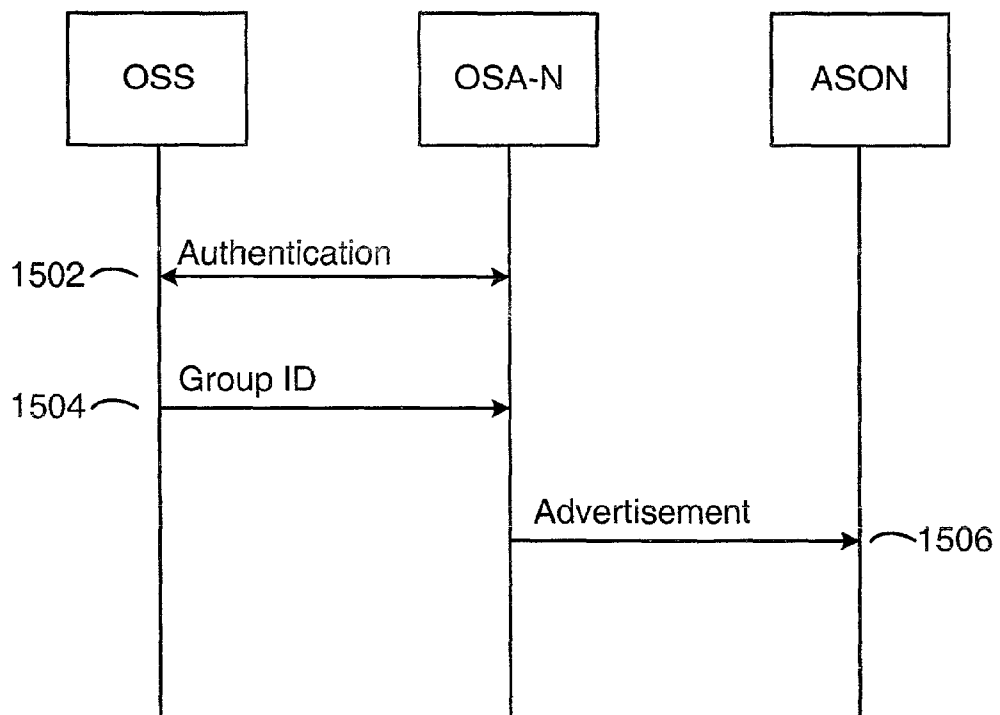 OSS
OSA-N
ASON
Authentication
1502
Group ID
1504
Advertisement
1506